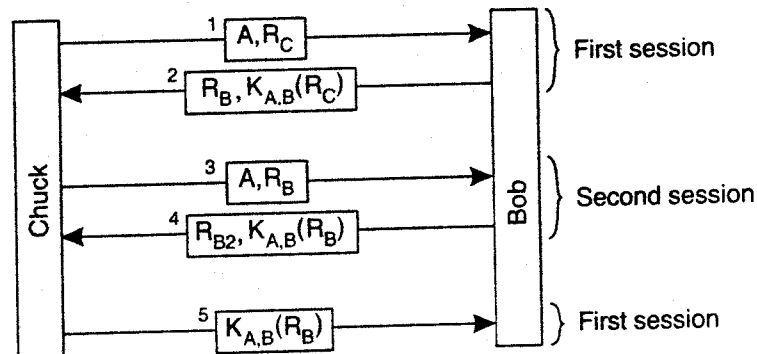 1 A,R_C
First session
2 R_B, K_A,B(R_C)
Chuck
3 A,R_B
Bob
Second session
4 R_B2, K_A,B(R_B)
5 K_A,B(R_B)
First session